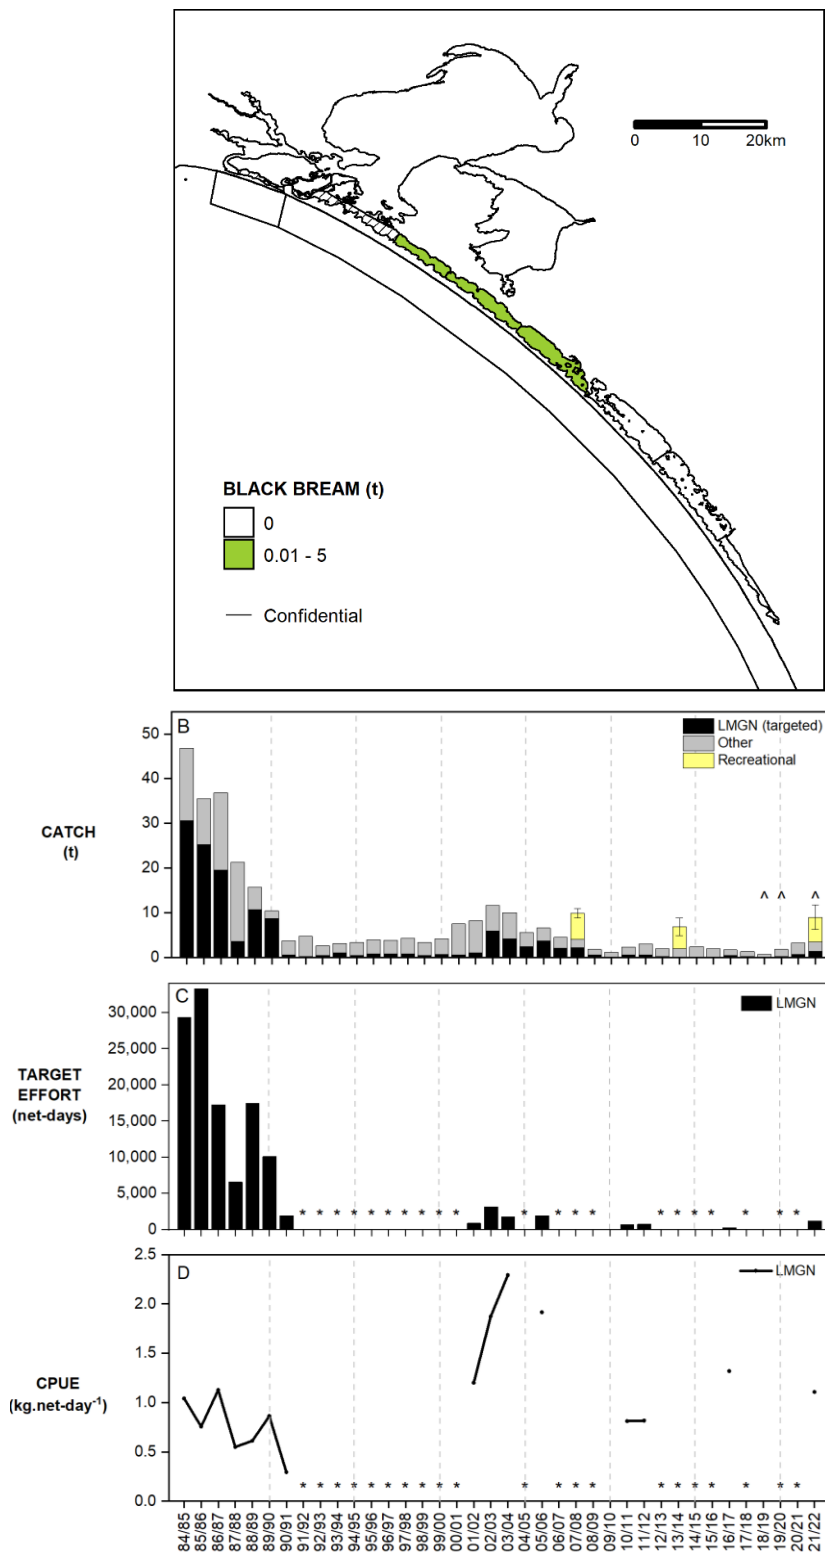 0 10 20km
BLACK BREAM (t)
0
0.01 - 5
Confidential
B
LMGN (targeted)
Other
Recreational
50
40
30
20
10
0
CATCH
(t)
^ ^ ^
C
LMGN
30,000
25,000
20,000
15,000
10,000
5,000
0
TARGET
EFFORT
(net-days)
* * * * * * * * * * * * * * * * * * * * *
D
LMGN
2.5
2.0
1.5
1.0
0.5
0.0
CPUE
(kg.net-day⁻¹)
* * * * * * * * * * * * * * * * * * * * *
84/85 85/86 86/87 87/88 88/89 89/90 90/91 91/92 92/93 93/94 94/95 95/96 96/97 97/98 98/99 99/00 00/01 01/02 02/03 03/04 04/05 05/06 06/07 07/08 08/09 09/10 10/11 11/12 12/13 13/14 14/15 15/16 16/17 17/18 18/19 19/20 20/21 21/22